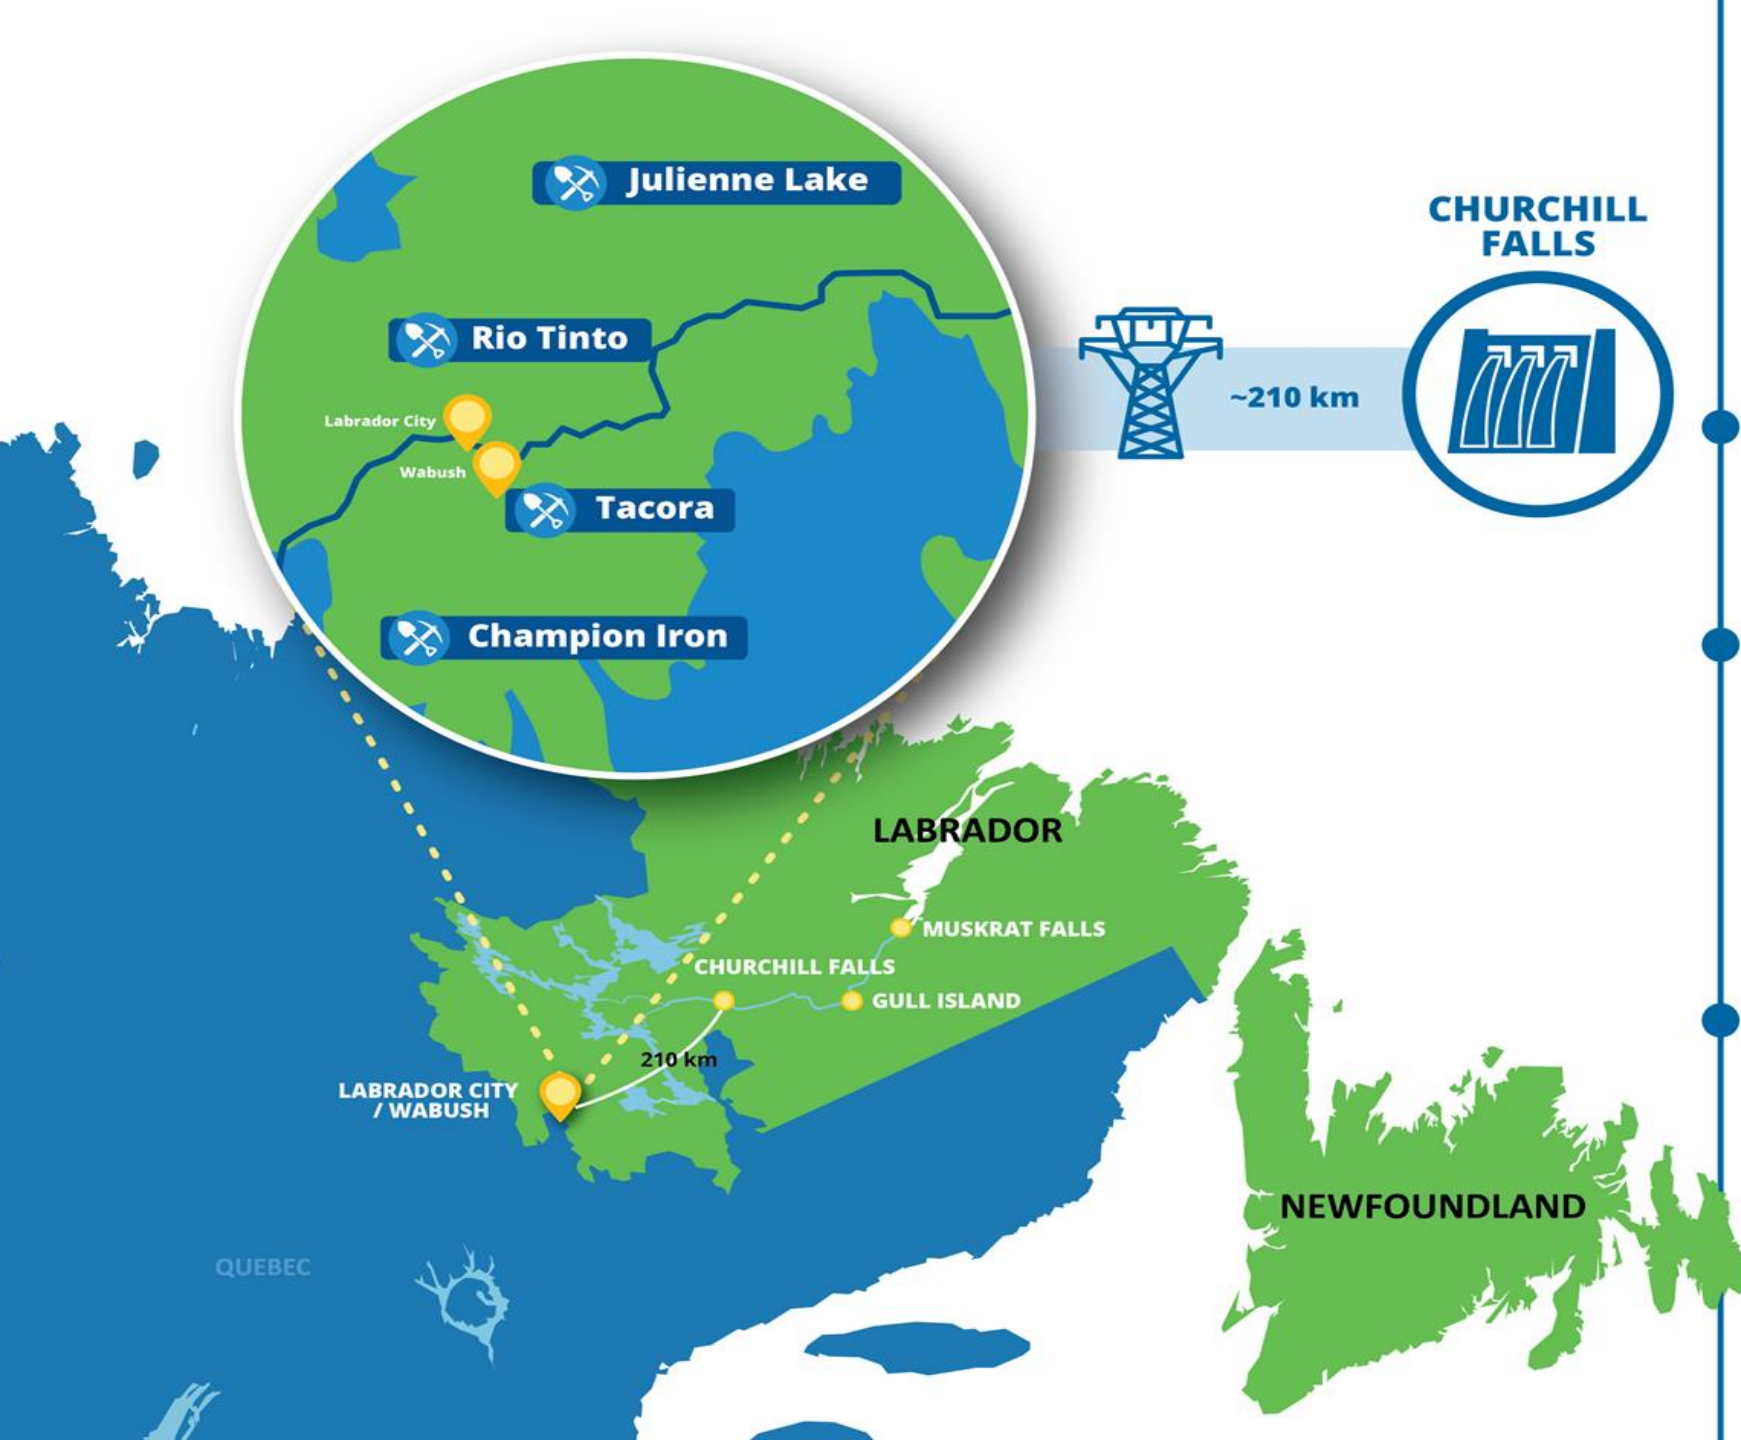 Julienne Lake
CHURCHILL
FALLS
Rio Tinto
~210 km
Labrador City
Wabush
Tacora
Champion Iron
LABRADOR
MUSKRAT FALLS
CHURCHILL FALLS
GULL ISLAND
210 km
LABRADOR CITY
/ WABUSH
NEWFOUNDLAND
QUEBEC